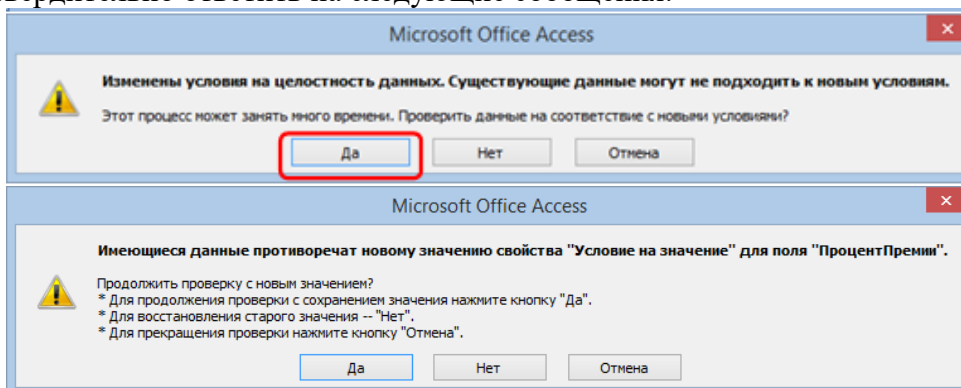 Microsoft Office Access
Изменены условия на целостность данных. Существующие данные могут не подходить к новым условиям.
Этот процесс может занять много времени. Проверить данные на соответствие с новыми условиями?
Да
Нет
Отмена
Microsoft Office Access
Имеющиеся данные противоречат новому значению свойства "Условие на значение" для поля "ПроцентПремии".
Продолжить проверку с новым значением?
* Для продолжения проверки с сохранением значения нажмите кнопку "Да".
* Для восстановления старого значения -- "Нет".
* Для прекращения проверки нажмите кнопку "Отмена".
Да
Нет
Отмена